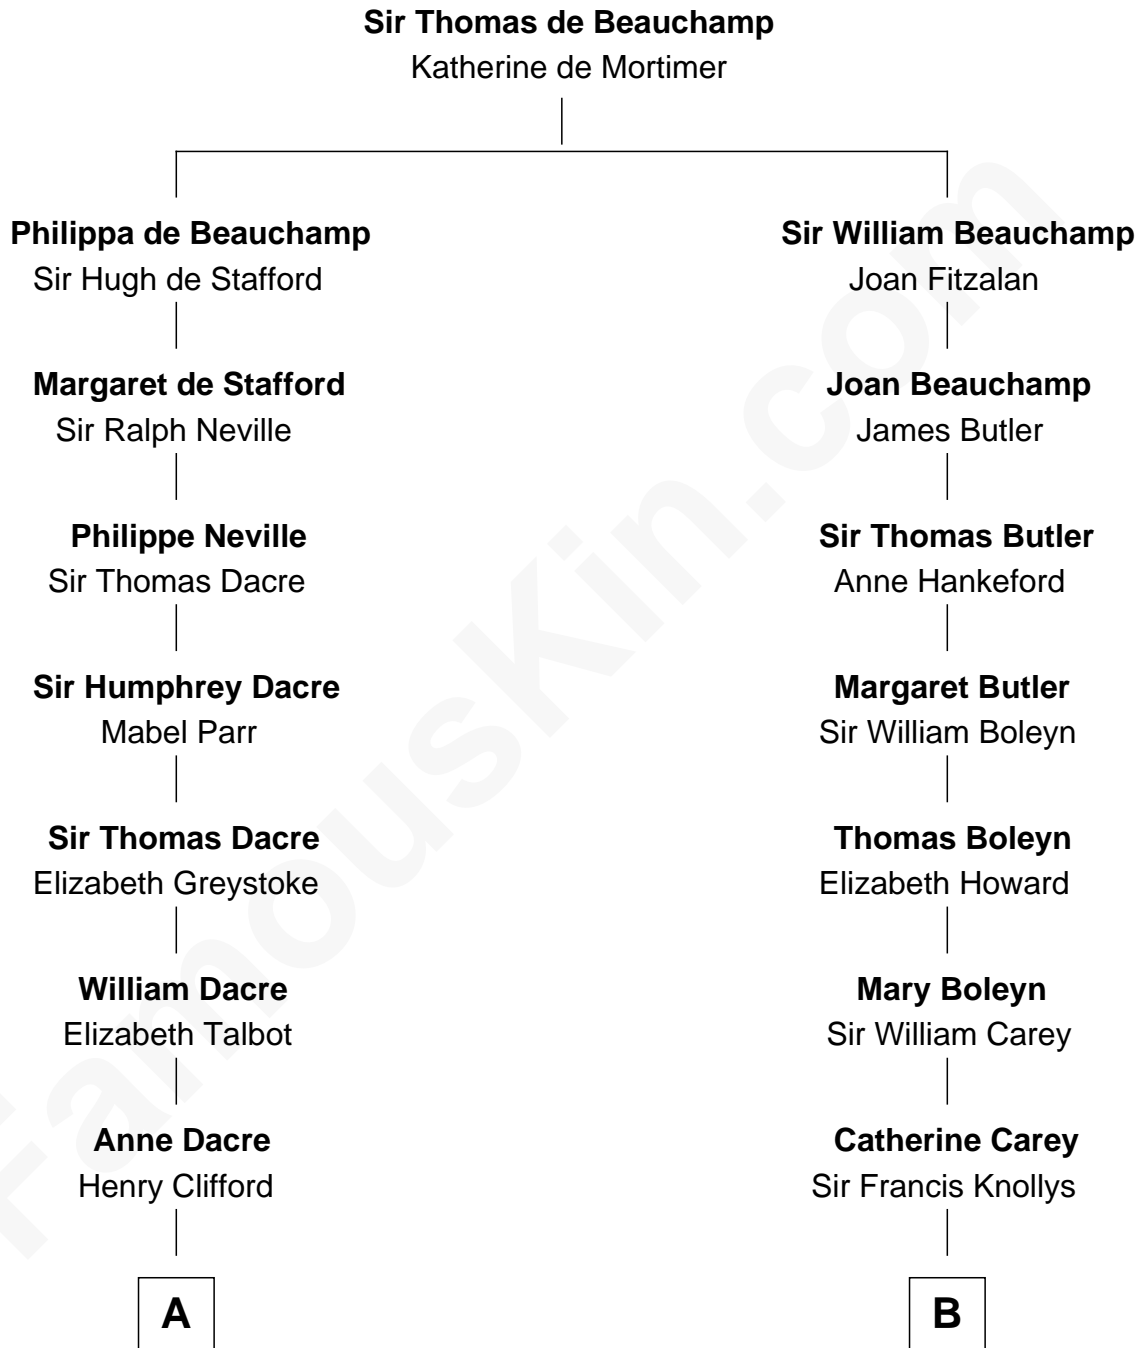 Sir Thomas de Beauchamp
Katherine de Mortimer
Philippa de Beauchamp
Sir Hugh de Stafford
Sir William Beauchamp
Joan Fitzalan
Margaret de Stafford
Sir Ralph Neville
Joan Beauchamp
James Butler
Philippe Neville
Sir Thomas Dacre
Sir Thomas Butler
Anne Hankeford
Sir Humphrey Dacre
Mabel Parr
Margaret Butler
Sir William Boleyn
Sir Thomas Dacre
Elizabeth Greystoke
Thomas Boleyn
Elizabeth Howard
William Dacre
Elizabeth Talbot
Mary Boleyn
Sir William Carey
Anne Dacre
Henry Clifford
Catherine Carey
Sir Francis Knollys
A
B
FamousKin.com